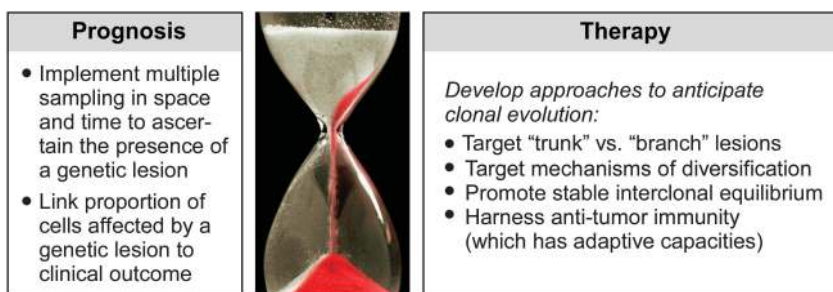 Prognosis
• Implement multiple
sampling in space
and time to ascer-
tain the presence of
a genetic lesion
• Link proportion of
cells affected by a
genetic lesion to
clinical outcome
Therapy
Develop approaches to anticipate
clonal evolution:
• Target “trunk” vs. “branch” lesions
• Target mechanisms of diversification
• Promote stable interclonal equilibrium
• Harness anti-tumor immunity
(which has adaptive capacities)